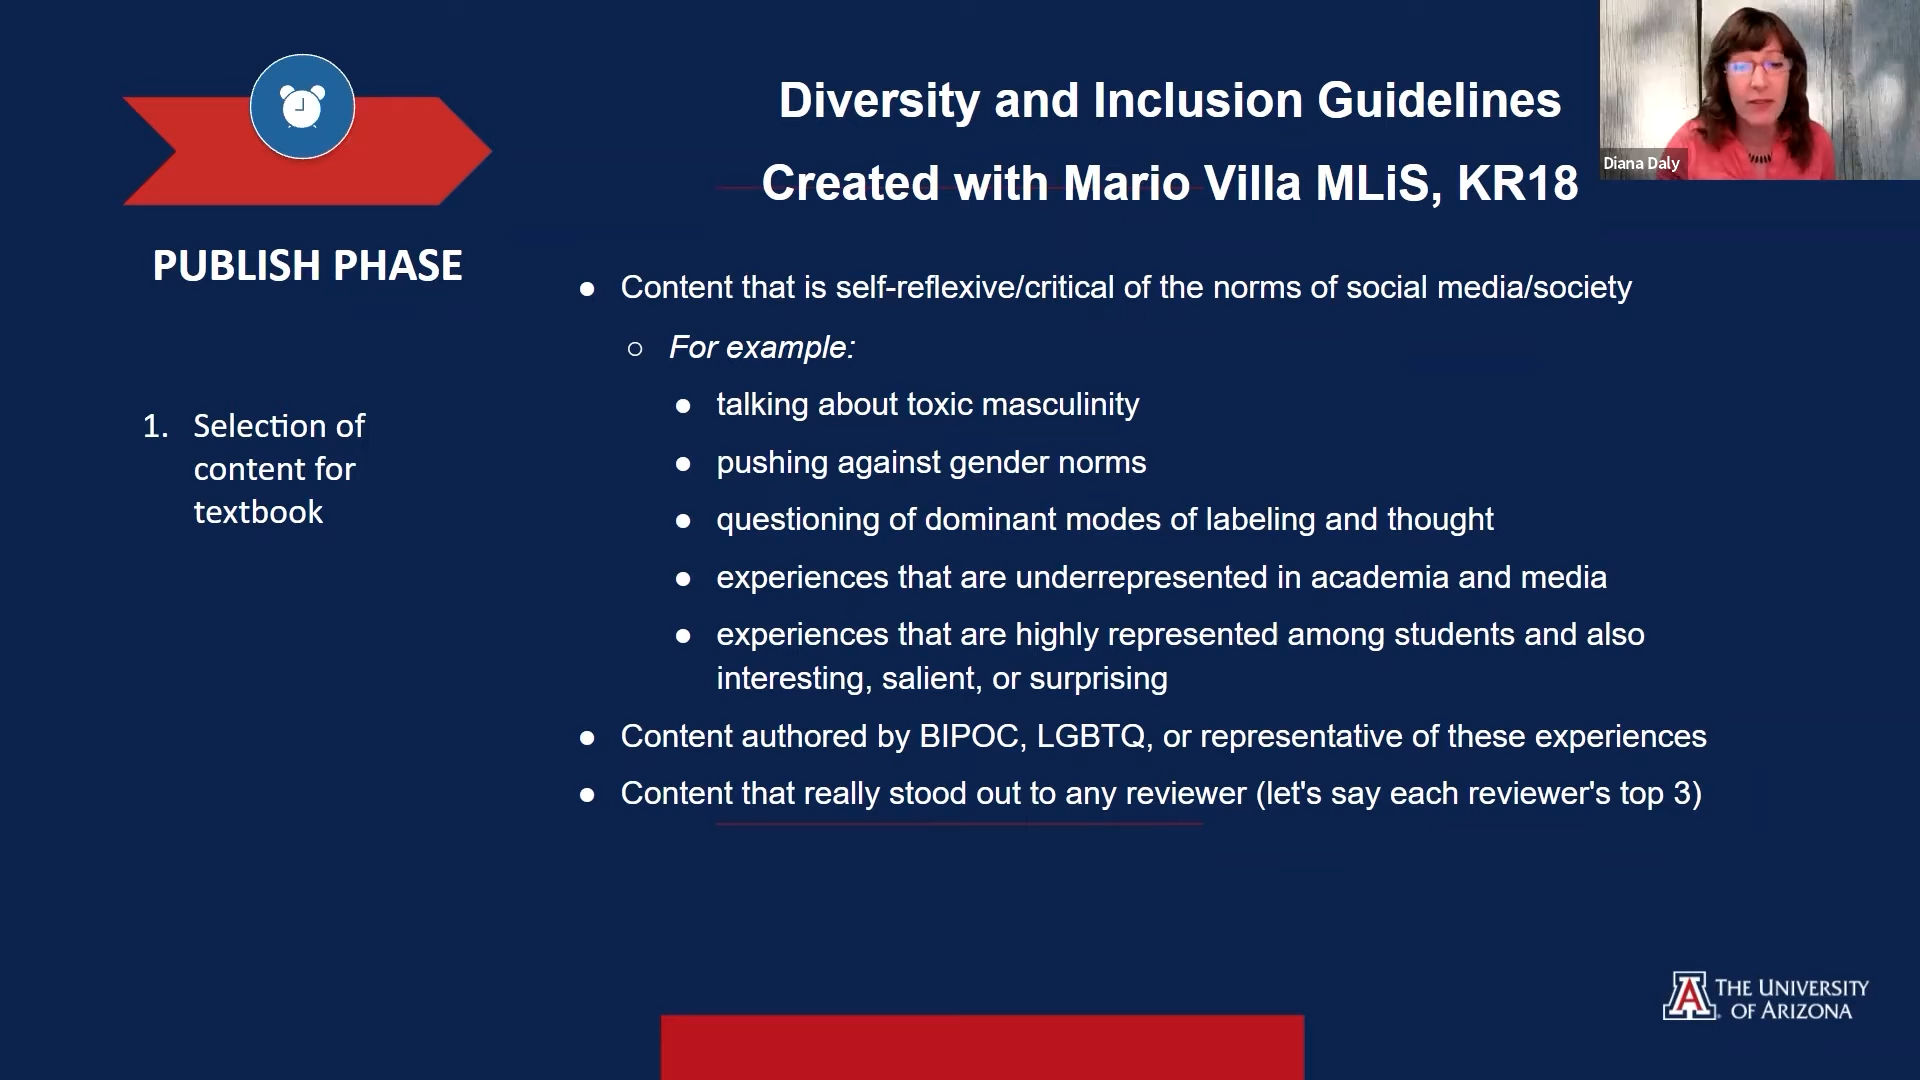 Diversity and Inclusion Guidelines
Created with Mario Villa MLiS, KR18
Diana Daly
PUBLISH PHASE
1. Selection of
content for
textbook
● Content that is self-reflexive/critical of the norms of social media/society
○ For example:
● talking about toxic masculinity
● pushing against gender norms
● questioning of dominant modes of labeling and thought
● experiences that are underrepresented in academia and media
● experiences that are highly represented among students and also
interesting, salient, or surprising
● Content authored by BIPOC, LGBTQ, or representative of these experiences
● Content that really stood out to any reviewer (let's say each reviewer's top 3)
A
THE UNIVERSITY
OF ARIZONA